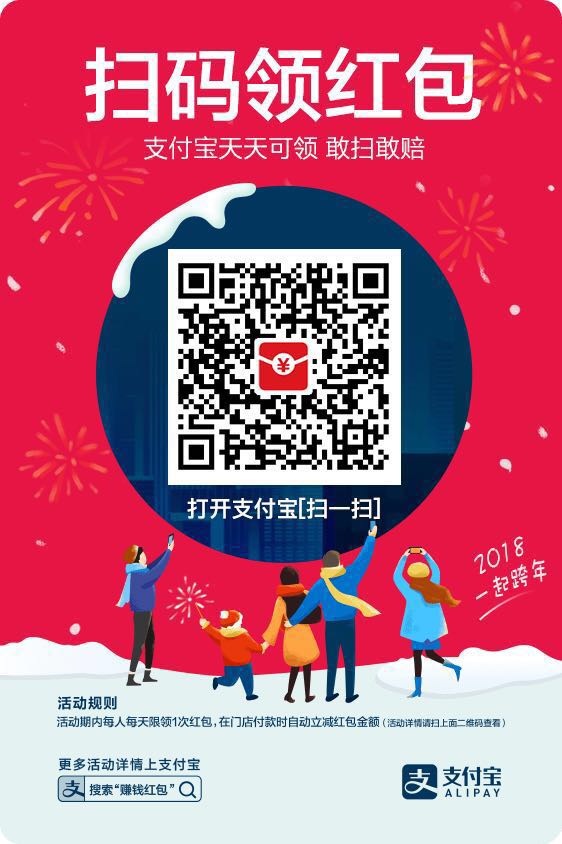 扫码领红包
支付宝天天可领 敢扫敢赔
¥
打开支付宝[扫一扫]
2018
一起跨年
活动规则
活动期内每人每天限领1次红包，在门店付款时自动立减红包金额（活动详情请扫上面二维码查看）
更多活动详情上支付宝
支 搜索“赚钱红包”
支 支付宝
ALIPAY